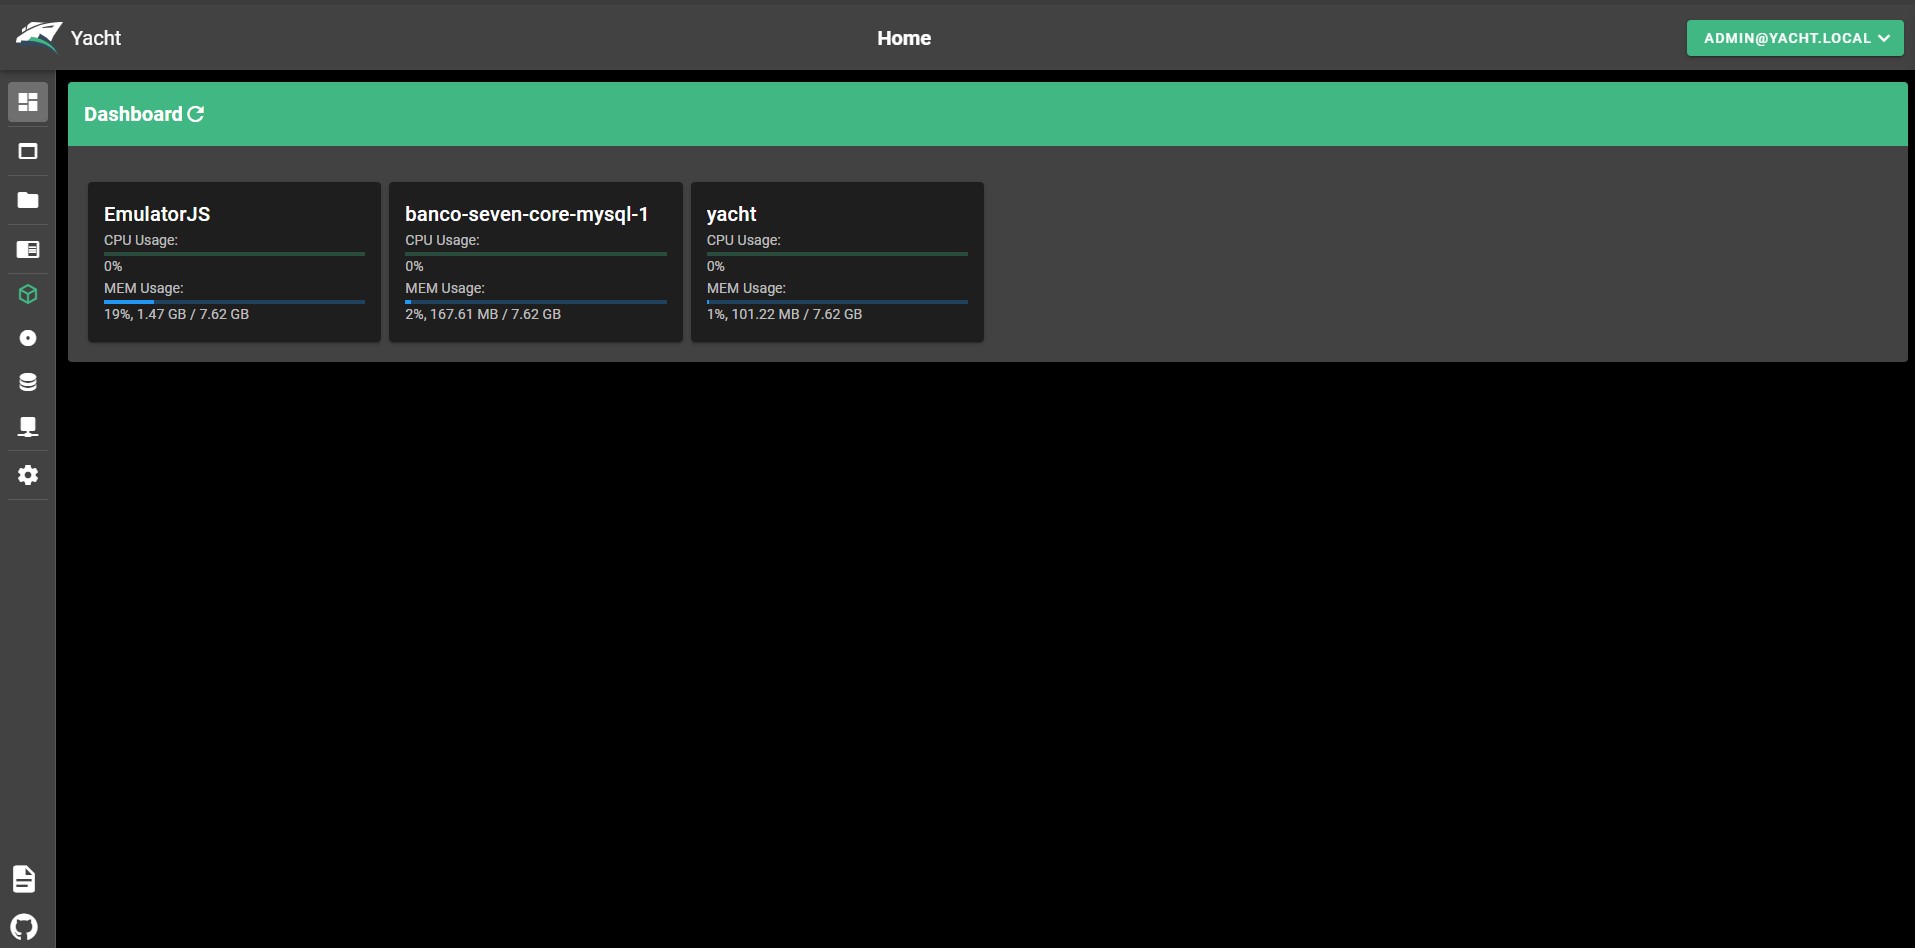 Yacht
Home
ADMIN@YACHT.LOCAL
Dashboard
EmulatorJS
CPU Usage:
0%
MEM Usage:
19%, 1.47 GB / 7.62 GB
banco-seven-core-mysql-1
CPU Usage:
0%
MEM Usage:
2%, 167.61 MB / 7.62 GB
yacht
CPU Usage:
0%
MEM Usage:
1%, 101.22 MB / 7.62 GB